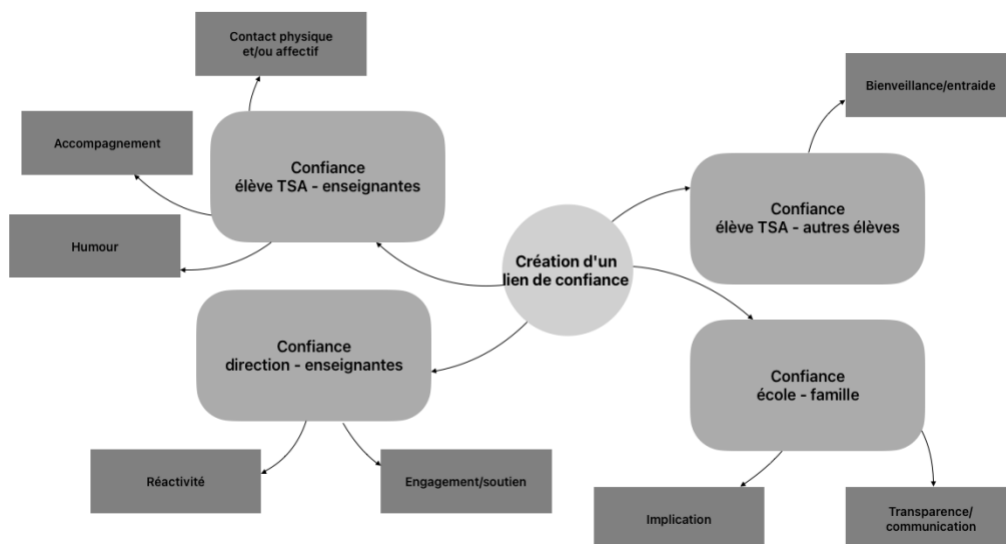 Contact physique
et/ou affectif
Bienveillance/entraide
Accompagnement
Confiance
élève TSA - enseignantes
Confiance
élève TSA - autres élèves
Humour
Création d'un
lien de confiance
Confiance
direction - enseignantes
Confiance
école - famille
Réactivité
Engagement/soutien
Implication
Transparence/
communication